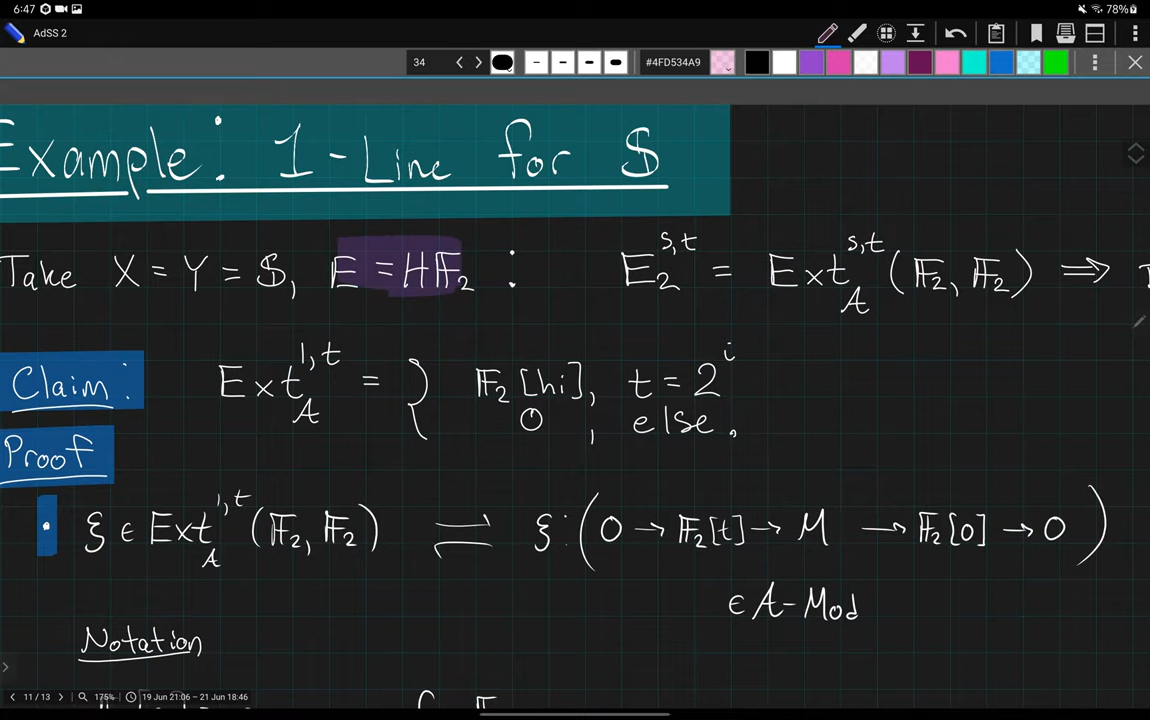 6:47 78%
AdSS 2
34 #4FD534A9
Example: 1-Line for $
Take X = Y = $, E = HF₂ : E₂^{s,t} = Ext_A^{s,t}(F₂, F₂) ⇒
Claim: Ext_A^{1,t} = { F₂[hi], t = 2^i
0, else.
Proof
• ξ ∈ Ext_A^{1,t}(F₂, F₂) ⇌ ξ: (0 → F₂[t] → M → F₂[0] → 0)
∈ A-Mod
Notation
11 / 13 175% 19 Jun 21:06 – 21 Jun 18:46